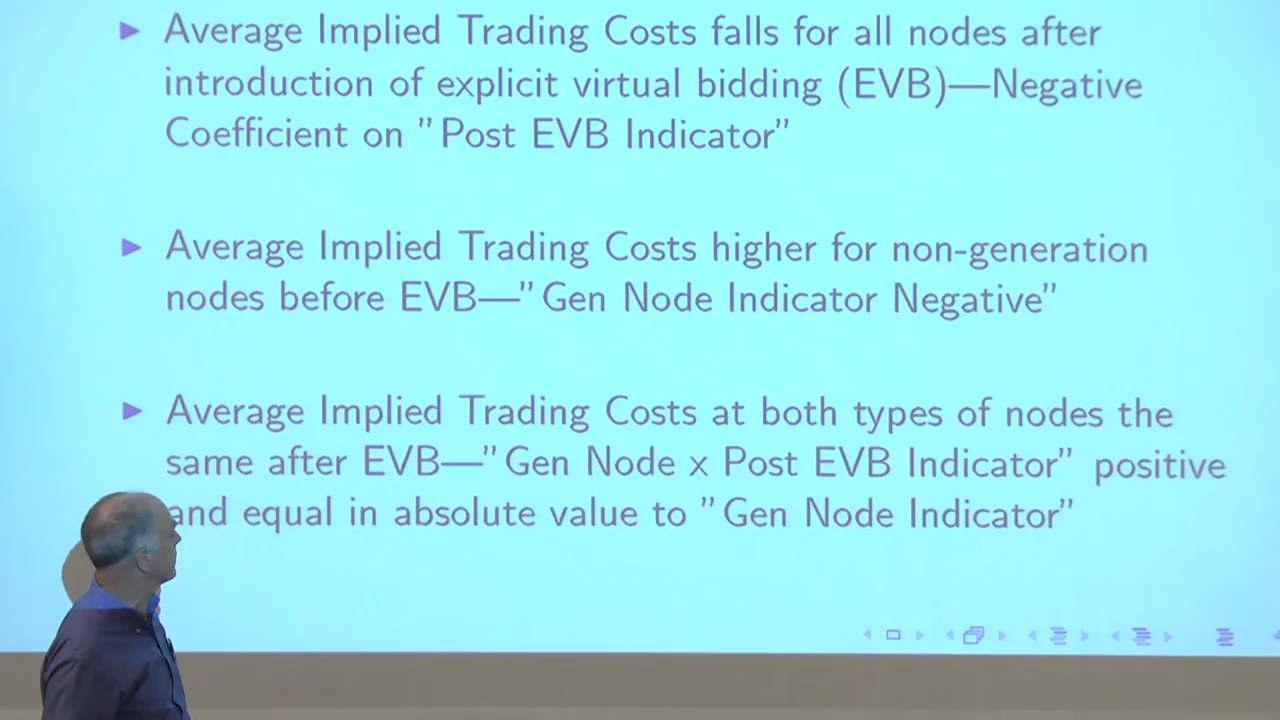 Average Implied Trading Costs falls for all nodes after
introduction of explicit virtual bidding (EVB)—Negative
Coefficient on "Post EVB Indicator"
Average Implied Trading Costs higher for non-generation
nodes before EVB—"Gen Node Indicator Negative"
Average Implied Trading Costs at both types of nodes the
same after EVB—"Gen Node x Post EVB Indicator" positive
and equal in absolute value to "Gen Node Indicator"